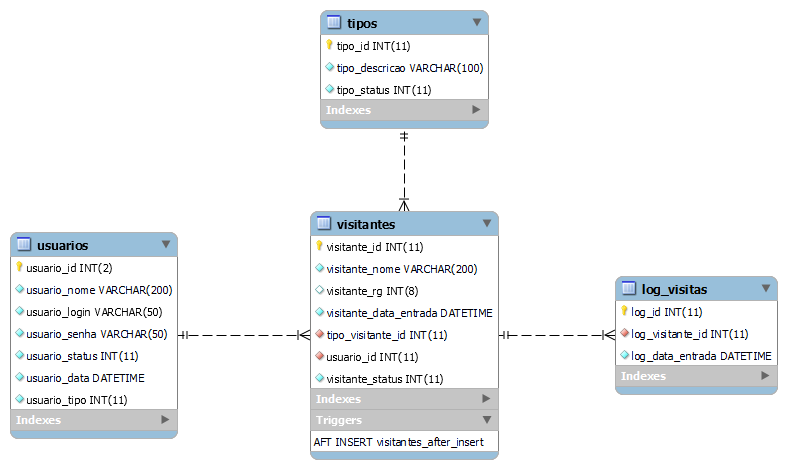 tipos
tipo_id INT(11)
tipo_descricao VARCHAR(100)
tipo_status INT(11)
Indexes
usuarios
usuario_id INT(2)
usuario_nome VARCHAR(200)
usuario_login VARCHAR(50)
usuario_senha VARCHAR(50)
usuario_status INT(11)
usuario_data DATETIME
usuario_tipo INT(11)
Indexes
visitantes
visitante_id INT(11)
visitante_nome VARCHAR(200)
visitante_rg INT(8)
visitante_data_entrada DATETIME
tipo_visitante_id INT(11)
usuario_id INT(11)
visitante_status INT(11)
Indexes
Triggers
AFT INSERT visitantes_after_insert
log_visitas
log_id INT(11)
log_visitante_id INT(11)
log_data_entrada DATETIME
Indexes